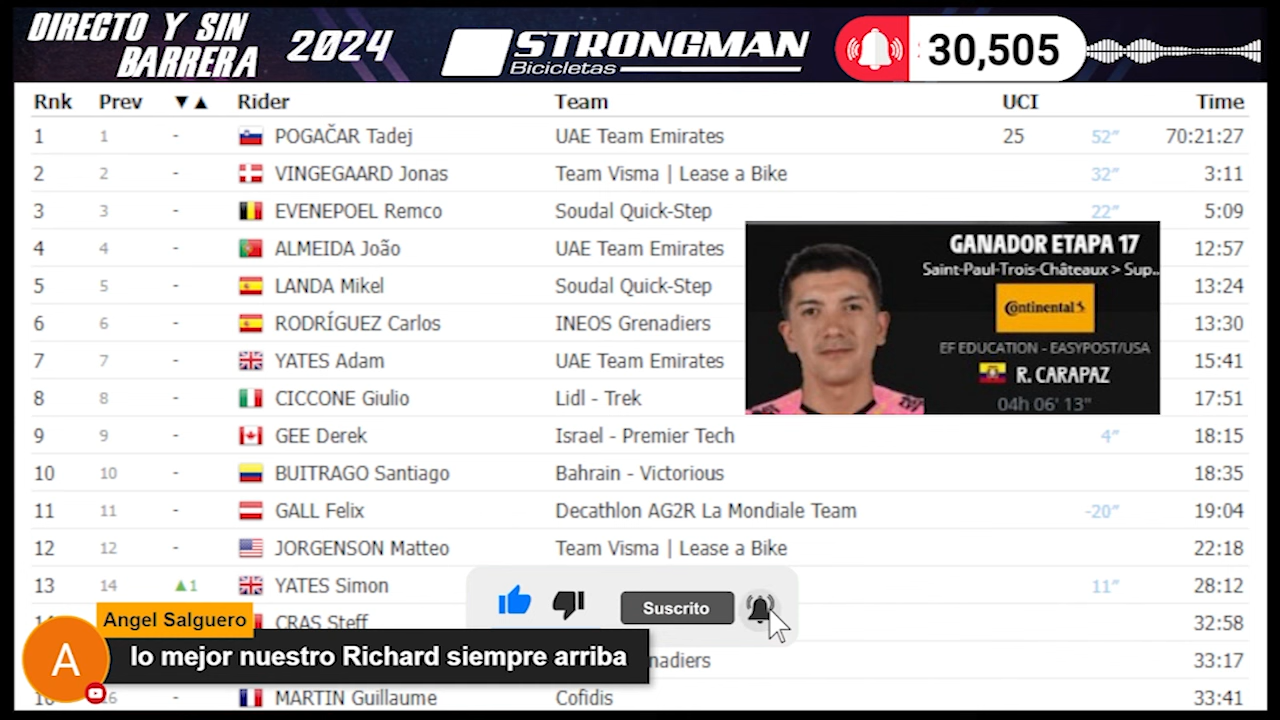 DIRECTO Y SIN BARRERA 2024 STRONGMAN Bicicletas 30,505
Rnk Prev ▼▲ Rider Team UCI Time
1 1 - POGAČAR Tadej UAE Team Emirates 25 52″ 70:21:27
2 2 - VINGEGAARD Jonas Team Visma | Lease a Bike 32″ 3:11
3 3 - EVENEPOEL Remco Soudal Quick-Step 22″ 5:09
4 4 - ALMEIDA João UAE Team Emirates 12:57
5 5 - LANDA Mikel Soudal Quick-Step 13:24
6 6 - RODRÍGUEZ Carlos INEOS Grenadiers 13:30
7 7 - YATES Adam UAE Team Emirates 15:41
8 8 - CICCONE Giulio Lidl - Trek 17:51
GANADOR ETAPA 17
Saint-Paul-Trois-Châteaux > Sup..
Continental
EF EDUCATION - EASYPOST/USA
R. CARAPAZ
04h 06' 13"
9 9 - GEE Derek Israel - Premier Tech 4″ 18:15
10 10 - BUITRAGO Santiago Bahrain - Victorious 18:35
11 11 - GALL Felix Decathlon AG2R La Mondiale Team -20″ 19:04
12 12 - JORGENSON Matteo Team Visma | Lease a Bike 22:18
13 14 ▲1 YATES Simon 11″ 28:12
Suscrito
CRAS Steff 32:58
Angel Salguero
A lo mejor nuestro Richard siempre arriba
nadiers 33:17
16 - MARTIN Guillaume Cofidis 33:41